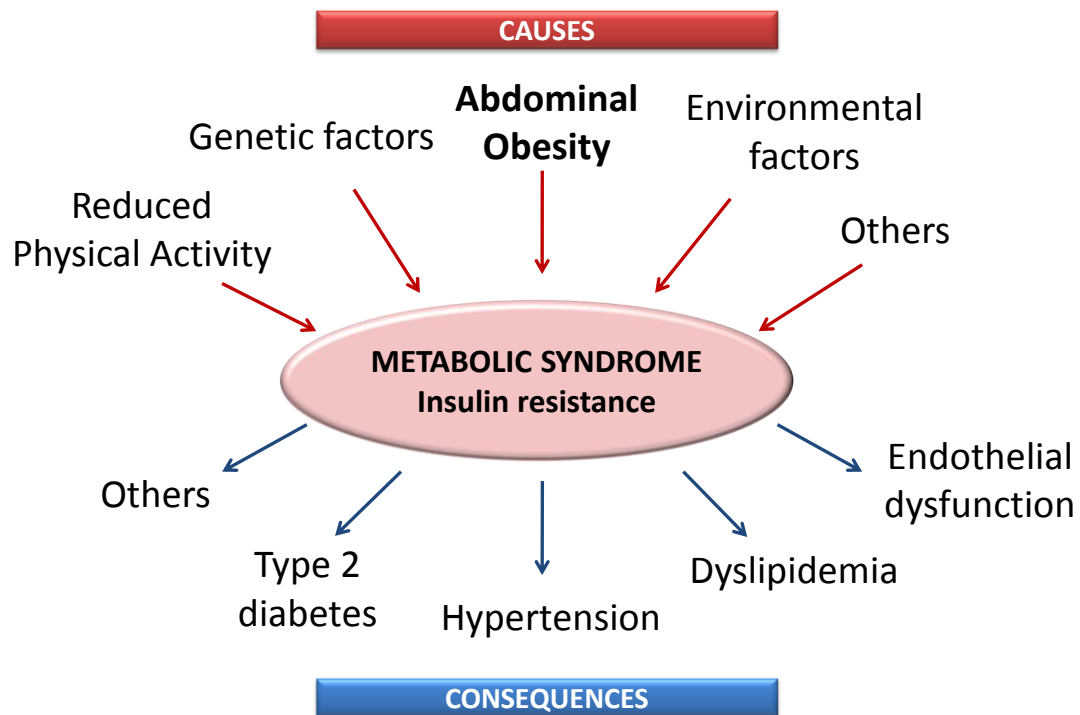 CAUSES
Reduced
Physical Activity
Genetic factors
Abdominal
Obesity
Environmental
factors
Others
METABOLIC SYNDROME
Insulin resistance
Others
Type 2
diabetes
Hypertension
Dyslipidemia
Endothelial
dysfunction
CONSEQUENCES